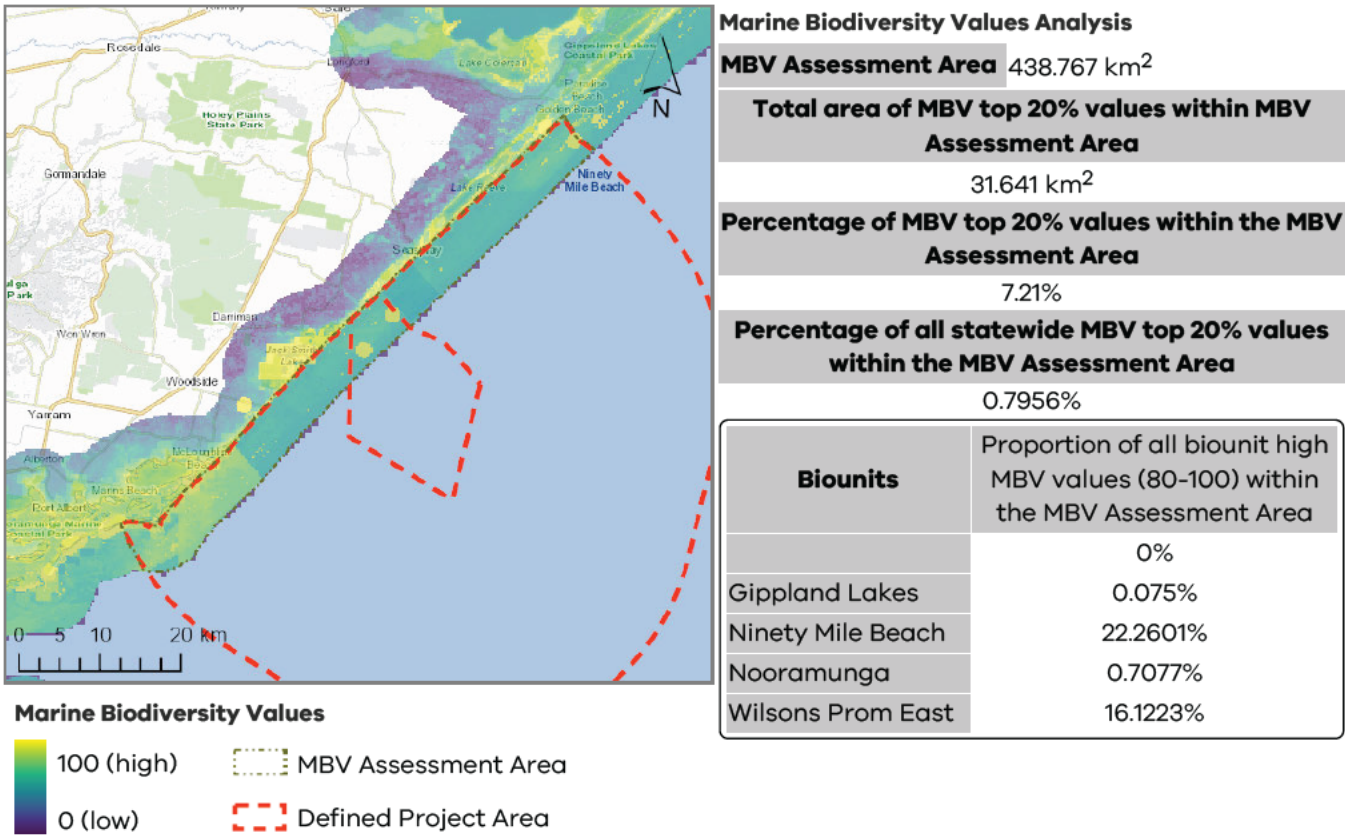 Rosedale
Sale
Longford
Lake Coleman
Gippsland Lakes
Coastal Park
Paradise
Beach
Golden Beach
N
Holey Plains
State Park
Gormandale
Ninety
Mile Beach
Lake Reeve
Seaspray
Won Wron
Park
Darriman
Jack Smith
Lake
Woodside
Yarram
McLoughlins
Beach
Alberton
Manns Beach
Port Albert
Coastal Park
0 5 10 20 km
Marine Biodiversity Values
100 (high)
0 (low)
MBV Assessment Area
Defined Project Area
Marine Biodiversity Values Analysis
MBV Assessment Area 438.767 km²
Total area of MBV top 20% values within MBV
Assessment Area
31.641 km²
Percentage of MBV top 20% values within the MBV
Assessment Area
7.21%
Percentage of all statewide MBV top 20% values
within the MBV Assessment Area
0.7956%
Biounits
Proportion of all biounit high
MBV values (80-100) within
the MBV Assessment Area
0%
Gippland Lakes 0.075%
Ninety Mile Beach 22.2601%
Nooramunga 0.7077%
Wilsons Prom East 16.1223%